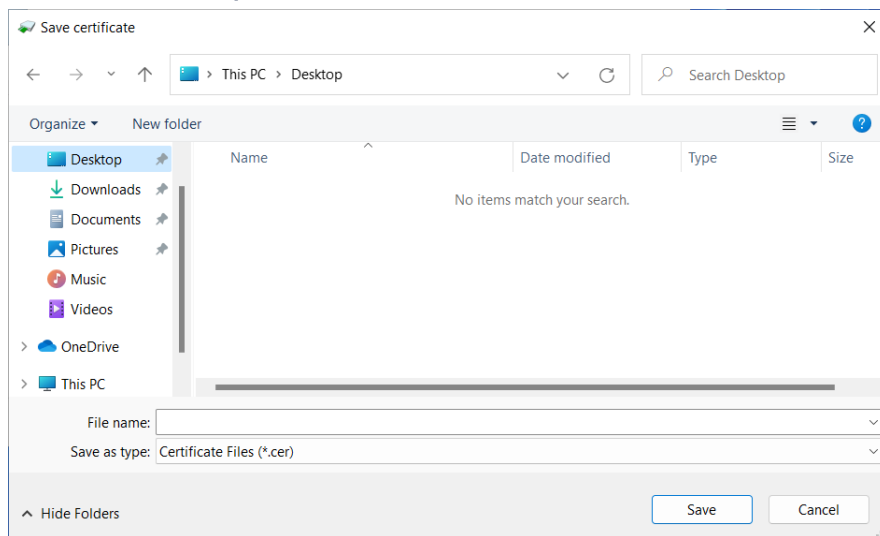 Save certificate
This PC > Desktop
Search Desktop
Organize
New folder
Name Date modified Type Size
Desktop
No items match your search.
Downloads
Documents
Pictures
Music
Videos
OneDrive
This PC
File name:
Save as type: Certificate Files (*.cer)
Hide Folders
Save
Cancel